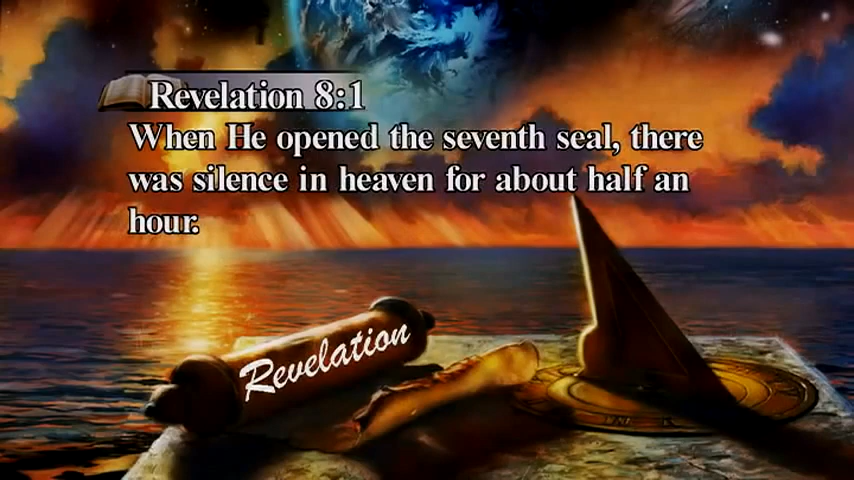 Revelation 8:1
When He opened the seventh seal, there
was silence in heaven for about half an
hour.
Revelation